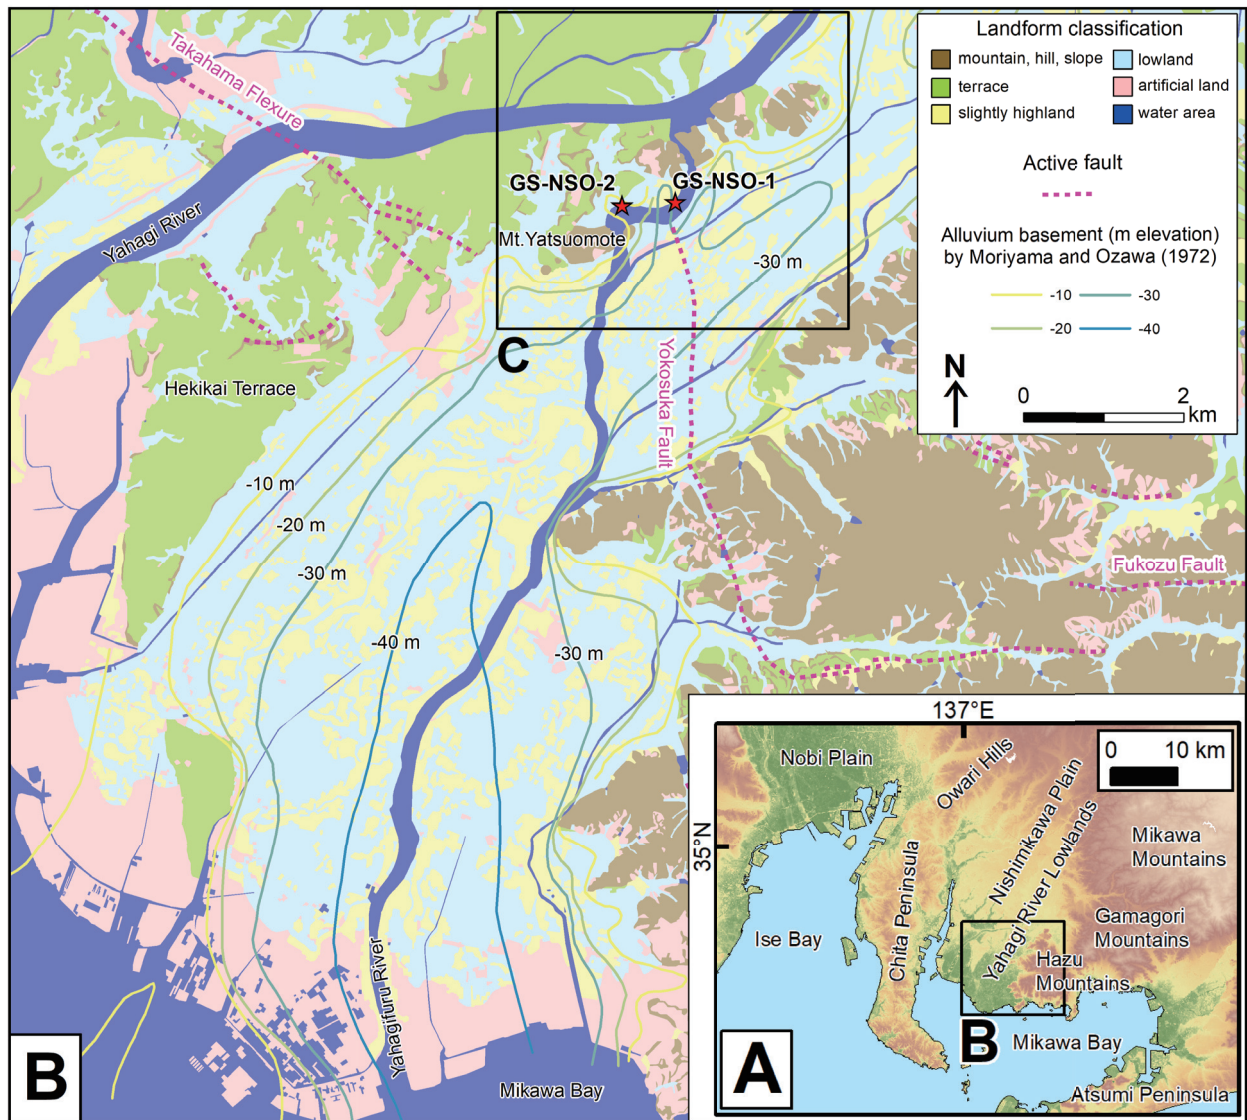 Landform classification
mountain, hill, slope
terrace
slightly highland
lowland
artificial land
water area
Active fault
Alluvium basement (m elevation)
by Moriyama and Ozawa (1972)
-10
-20
-30
-40
N
0
2
km
Takahama Flexure
GS-NSO-2
GS-NSO-1
Yahagi River
Mt.Yatsuomote
-30 m
C
Yokosuka Fault
Hekikai Terrace
-10 m
-20 m
-30 m
-40 m
-30 m
Fukozu Fault
Yahagifuru River
Mikawa Bay
B
137°E
35°N
0
10 km
Nobi Plain
Owari Hills
Nishimikawa Plain
Yahagi River Lowlands
Mikawa
Mountains
Chita Peninsula
Ise Bay
Gamagori
Mountains
Hazu
Mountains
B
Mikawa Bay
A
Atsumi Peninsula